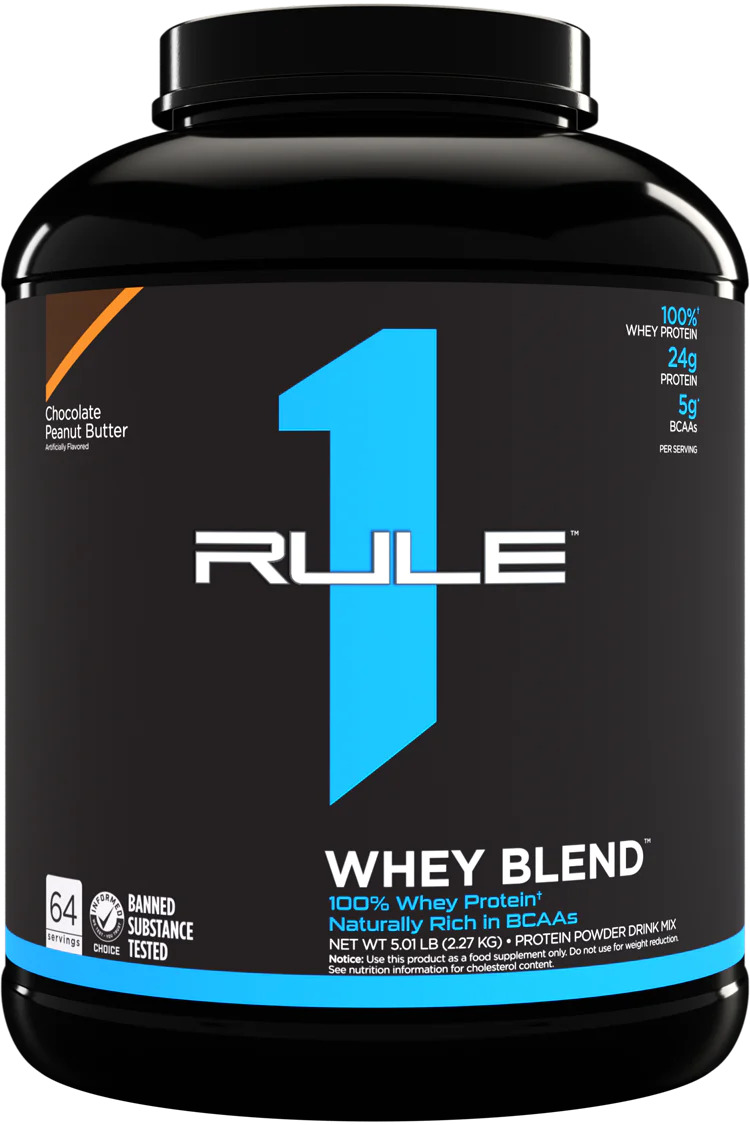 Chocolate
Peanut Butter
Artificially Flavored
100%†
WHEY PROTEIN
24g
PROTEIN
5g*
BCAAs
PER SERVING
1
RULE™
WHEY BLEND™
100% Whey Protein†
Naturally Rich in BCAAs
NET WT 5.01 LB (2.27 KG) • PROTEIN POWDER DRINK MIX
Notice: Use this product as a food supplement only. Do not use for weight reduction.
See nutrition information for cholesterol content.
64
servings
INFORMED
CHOICE
BANNED
SUBSTANCE
TESTED